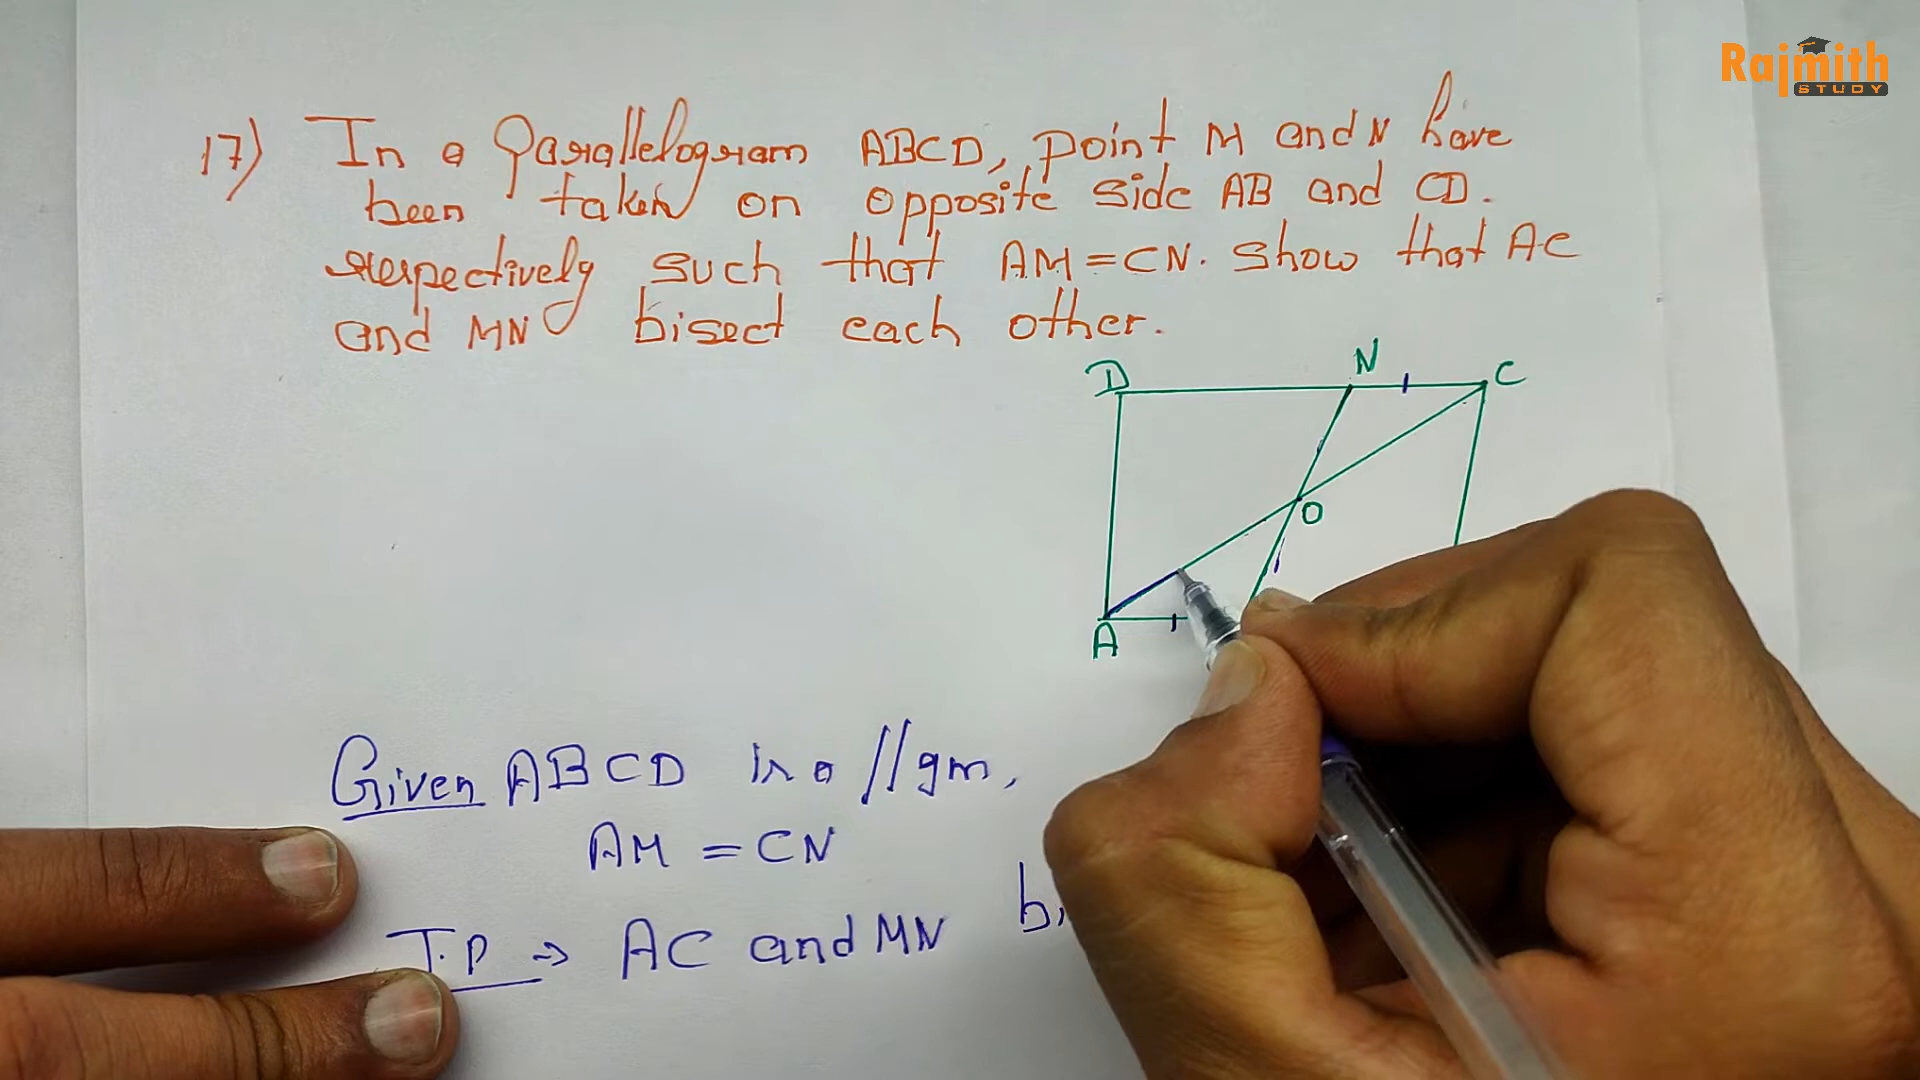 Rajmith
STUDY
17) In a Parallelogram ABCD, point M and N have
been taken on opposite side AB and CD.
respectively such that AM = CN. Show that AC
and MN bisect each other.
D N C
O
A
Given ABCD is a //gm,
AM = CN
T.P → AC and MN